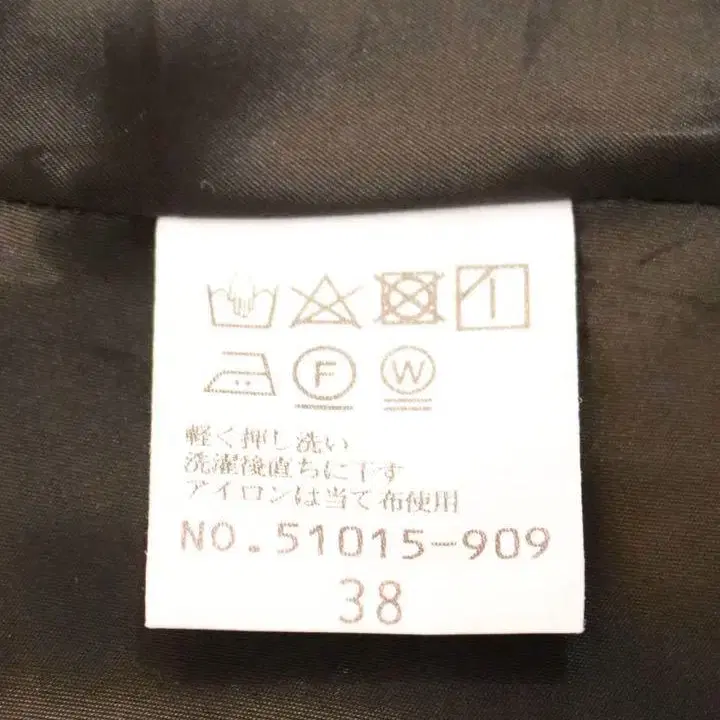 F W
軽く押し洗い
洗濯後直ちに干す
アイロンは当て布使用
NO.51015-909
38